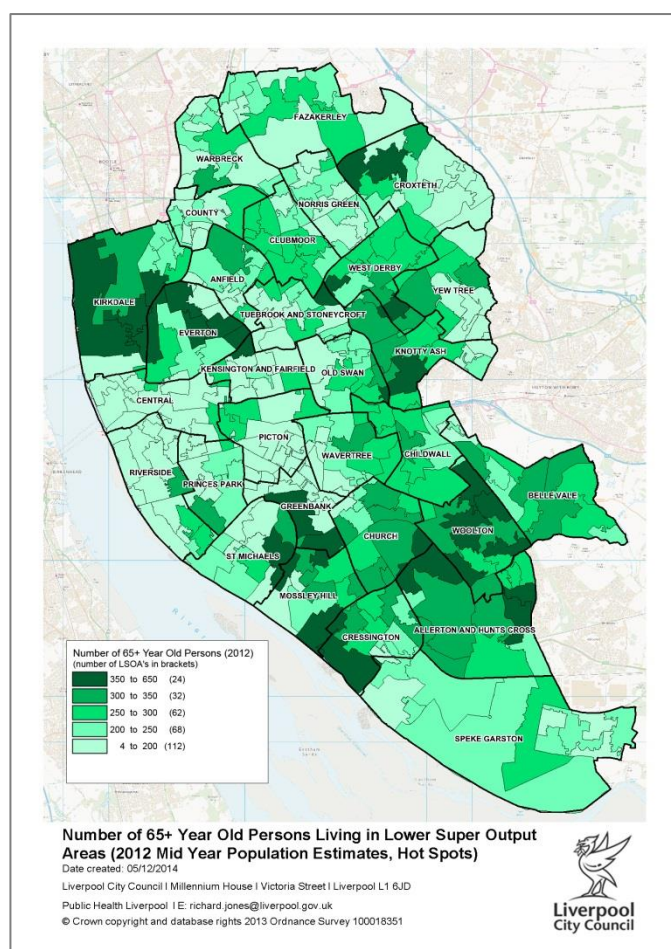 FAZAKERLEY
WARBRECK
CROXTETH
NORRIS GREEN
COUNTY
CLUBMOOR
WEST DERBY
ANFIELD
YEW TREE
KIRKDALE
TUEBROOK AND STONEYCROFT
EVERTON
KNOTTY ASH
KENSINGTON AND FAIRFIELD
OLD SWAN
CENTRAL
PICTON
CHILDWALL
WAVERTREE
RIVERSIDE
PRINCES PARK
BELLE VALE
GREENBANK
WOOLTON
CHURCH
ST MICHAELS
MOSSLEY HILL
ALLERTON AND HUNTS CROSS
CRESSINGTON
SPEKE GARSTON
Number of 65+ Year Old Persons (2012)
(number of LSOA's in brackets)
350 to 650 (24)
300 to 350 (32)
250 to 300 (62)
200 to 250 (68)
4 to 200 (112)
Number of 65+ Year Old Persons Living in Lower Super Output
Areas (2012 Mid Year Population Estimates, Hot Spots)
Date created: 05/12/2014
Liverpool City Council I Millennium House I Victoria Street I Liverpool L1 6JD
Public Health Liverpool I E: richard.jones@liverpool.gov.uk
© Crown copyright and database rights 2013 Ordnance Survey 100018351
Liverpool
City Council